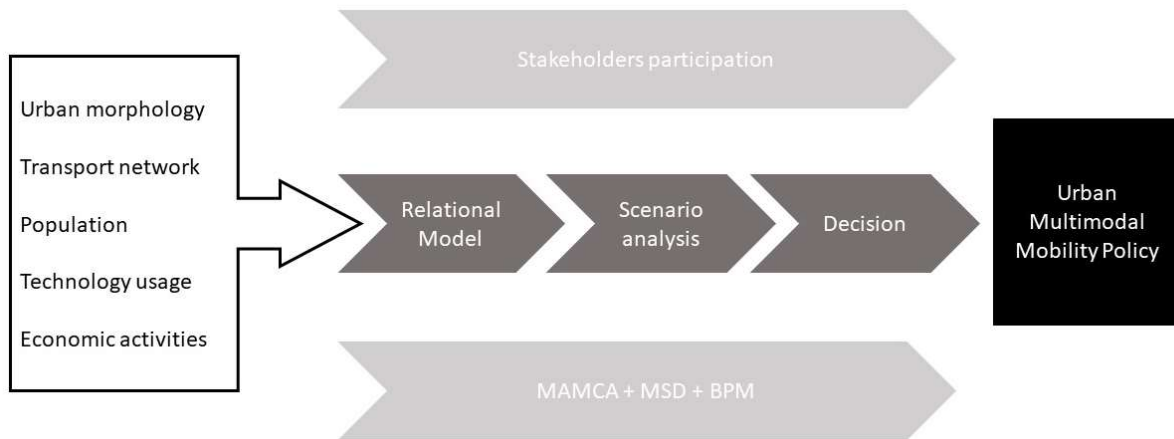 Stakeholders participation
Urban morphology
Transport network
Population
Technology usage
Economic activities
Relational
Model
Scenario
analysis
Decision
Urban
Multimodal
Mobility Policy
MAMCA + MSD + BPM